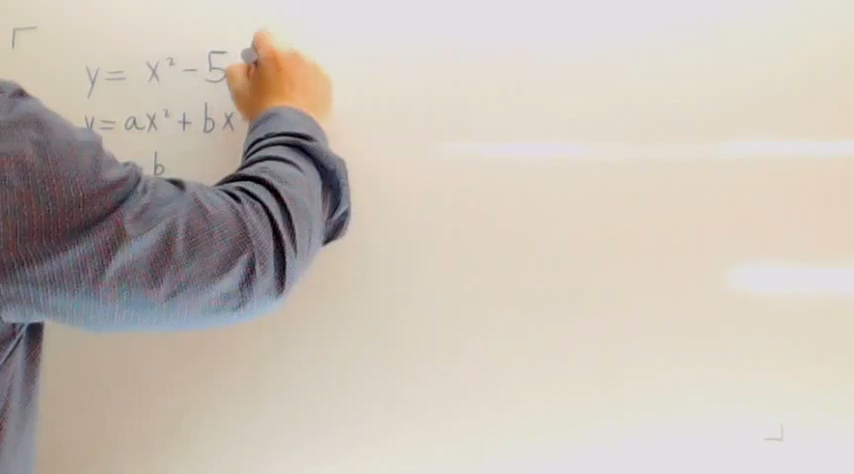 y = x² - 5
y = ax² + bx
b